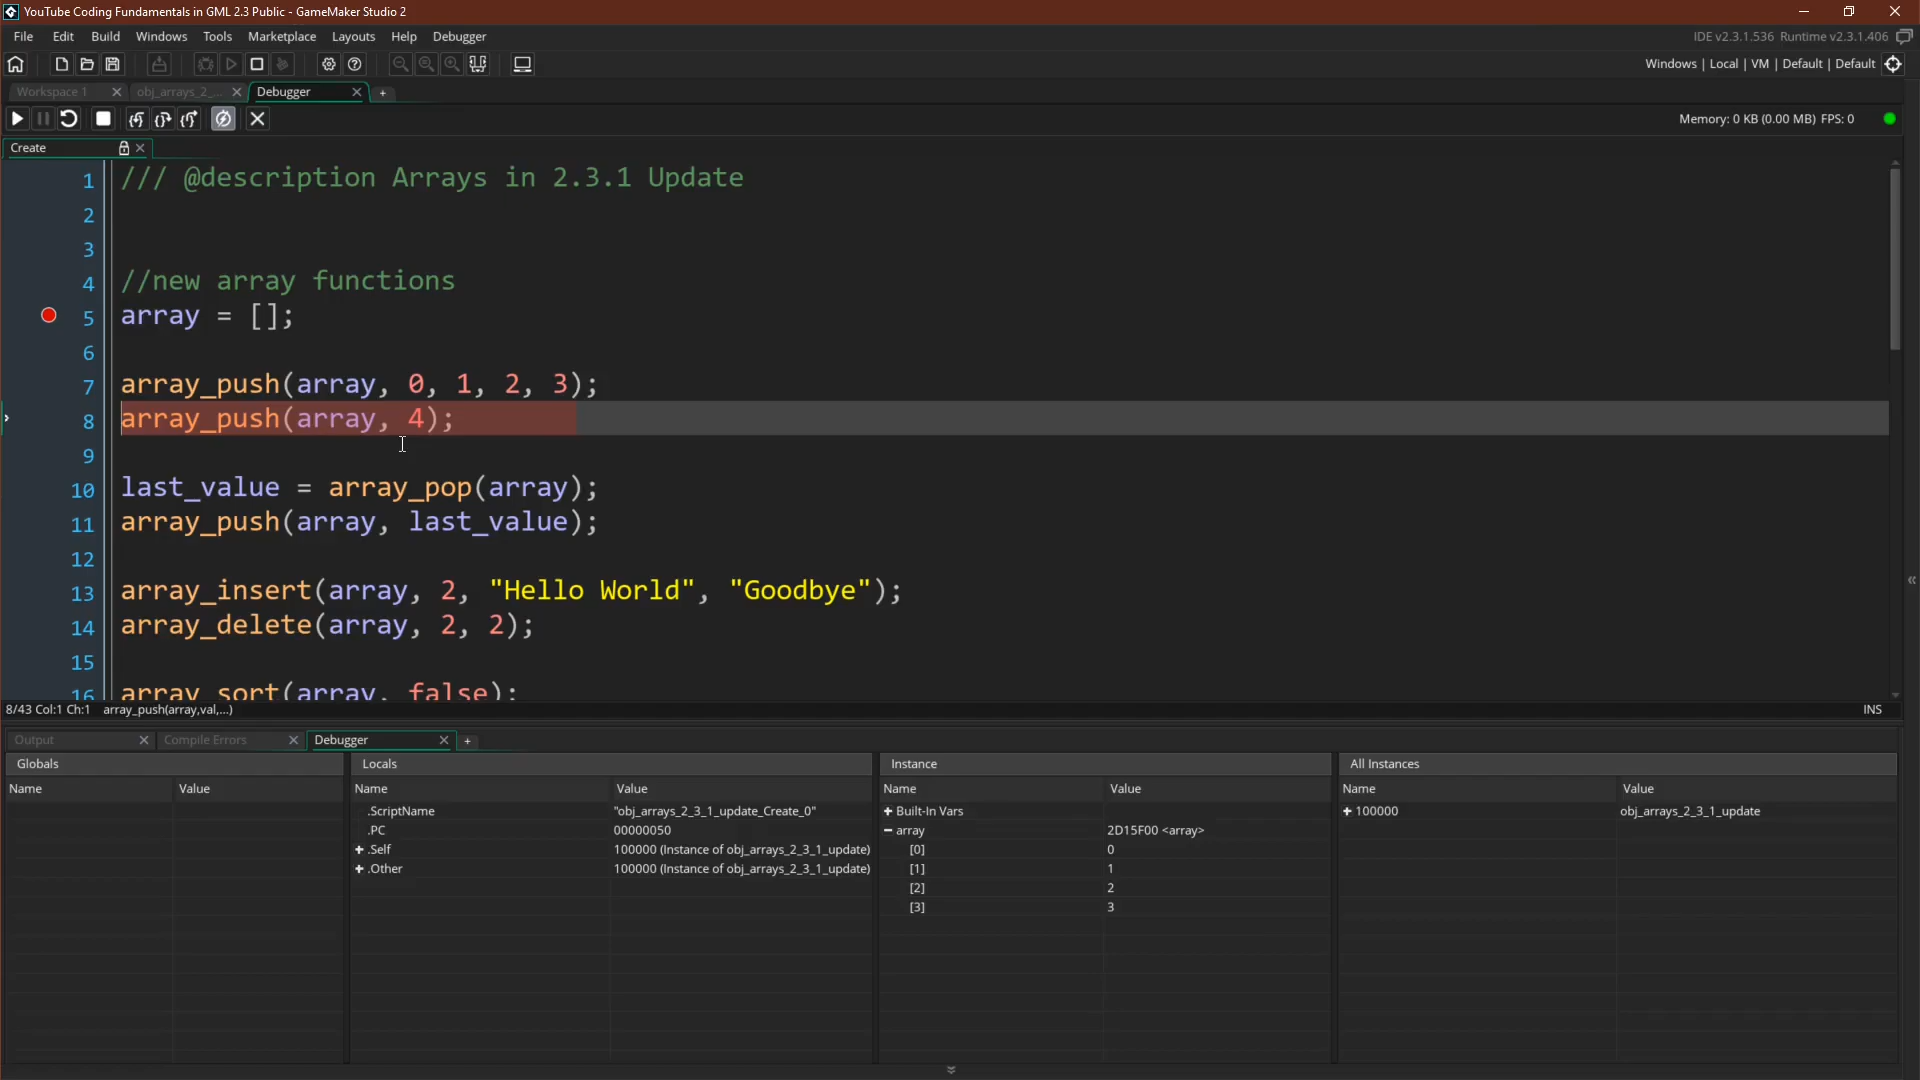 YouTube Coding Fundamentals in GML 2.3 Public - GameMaker Studio 2
File Edit Build Windows Tools Marketplace Layouts Help Debugger
IDE v2.3.1.536 Runtime v2.3.1.406
Windows | Local | VM | Default | Default
Workspace 1 obj_arrays_2_... Debugger +
Memory: 0 KB (0.00 MB) FPS: 0
Create
1 /// @description Arrays in 2.3.1 Update
2
3
4 //new array functions
5 array = [];
6
7 array_push(array, 0, 1, 2, 3);
8 array_push(array, 4);
9
10 last_value = array_pop(array);
11 array_push(array, last_value);
12
13 array_insert(array, 2, "Hello World", "Goodbye");
14 array_delete(array, 2, 2);
15
16 array_sort(array, false);
8/43 Col:1 Ch:1 array_push(array,val,...) INS
Output Compile Errors Debugger +
Globals Locals Instance All Instances
Name Value Name Value Name Value Name Value
.ScriptName "obj_arrays_2_3_1_update_Create_0" + Built-In Vars + 100000 obj_arrays_2_3_1_update
.PC 00000050 − array 2D15F00 <array>
+ .Self 100000 (Instance of obj_arrays_2_3_1_update) [0] 0
+ .Other 100000 (Instance of obj_arrays_2_3_1_update) [1] 1
[2] 2
[3] 3